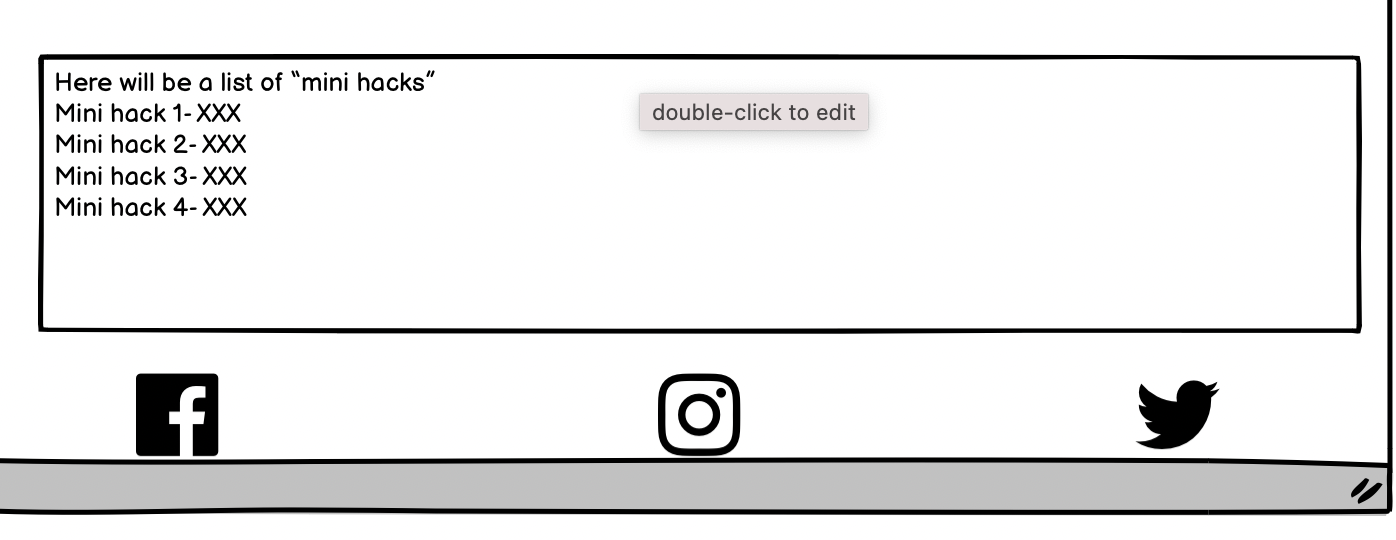 Here will be a list of “mini hacks”
Mini hack 1- XXX
double-click to edit
Mini hack 2- XXX
Mini hack 3- XXX
Mini hack 4- XXX